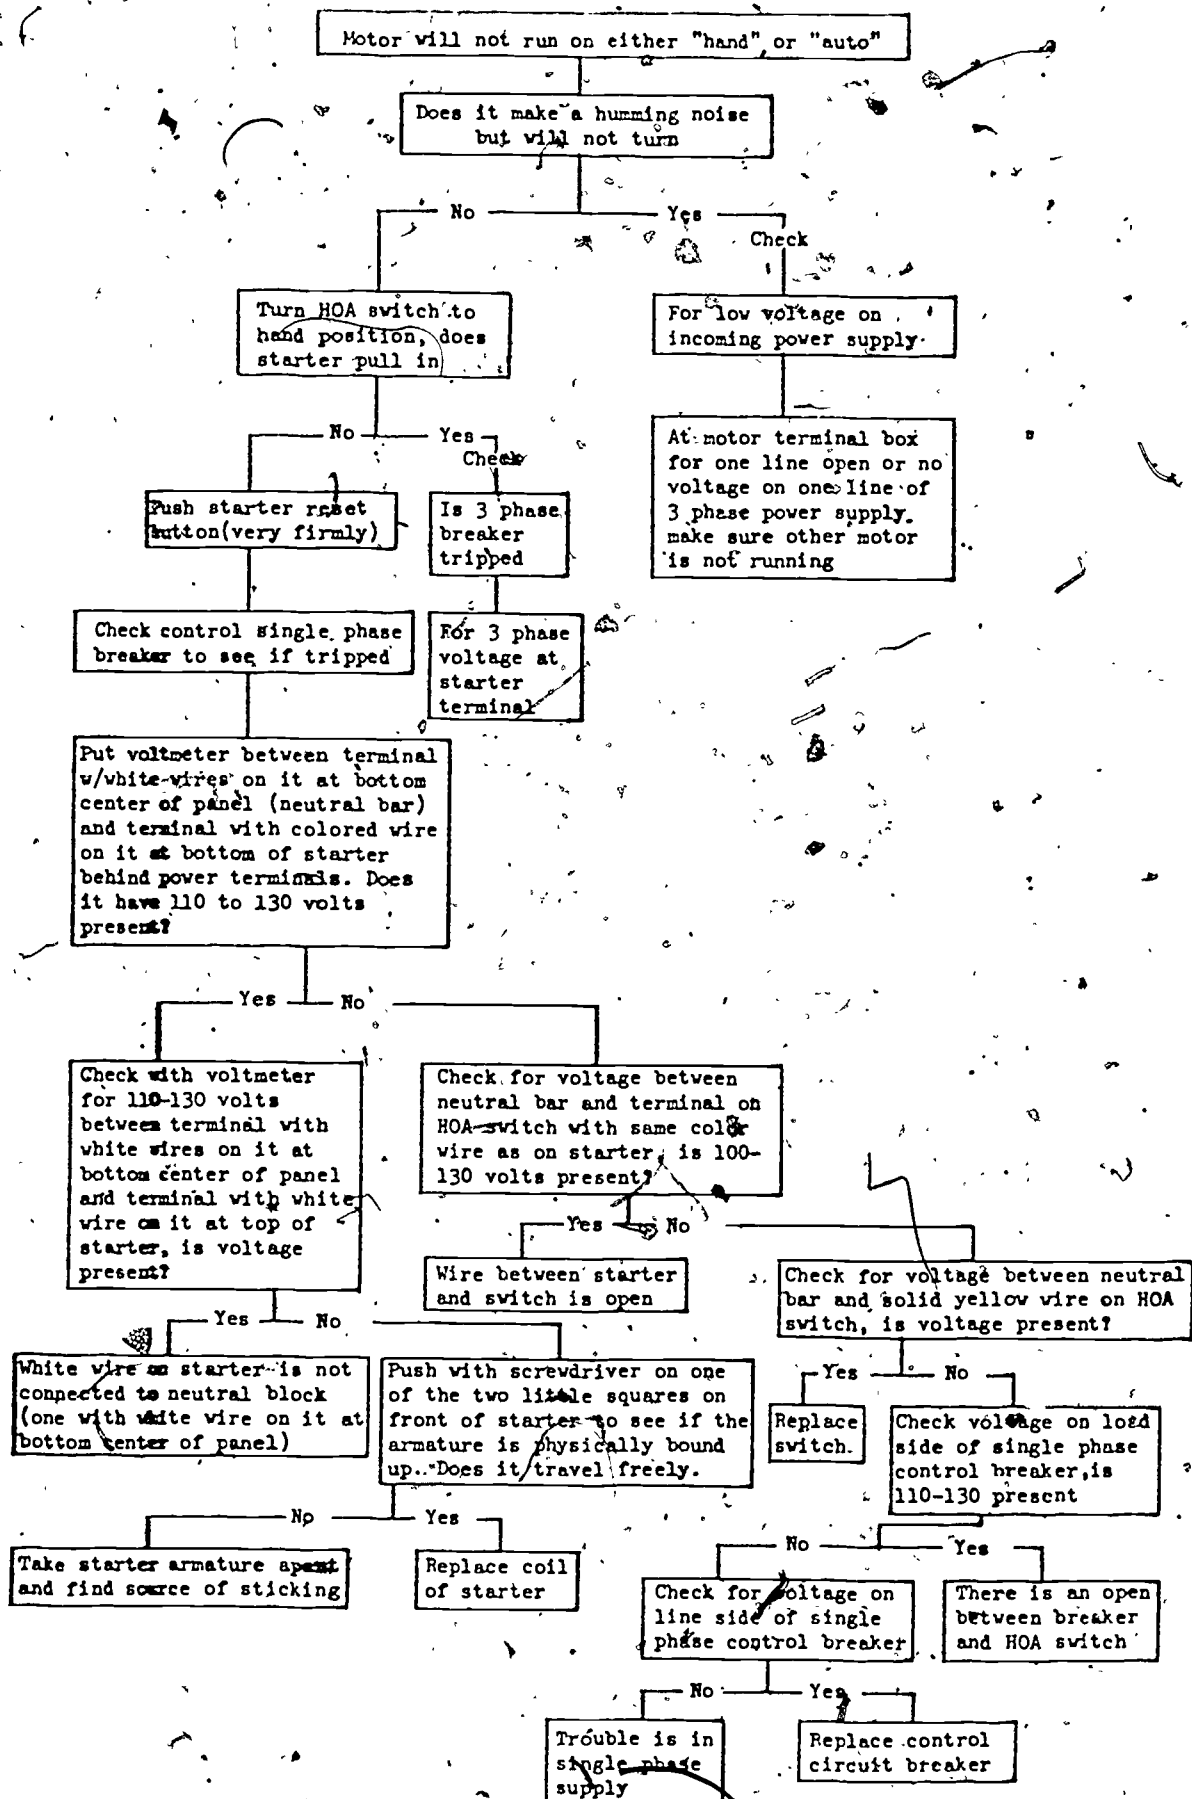 Motor will not run on either "hand" or "auto"
Does it make a humming noise
but will not turn
No
Yes
Check
Turn HOA switch to
hand position, does
starter pull in
For low voltage on
incoming power supply
No
Yes
Check
At motor terminal box
for one line open or no
voltage on one line of
3 phase power supply.
make sure other motor
is not running
Push starter reset
button(very firmly)
Is 3 phase
breaker
tripped
Check control single phase
breaker to see if tripped
For 3 phase
voltage at
starter
terminal
Put voltmeter between terminal
w/white wires on it at bottom
center of panel (neutral bar)
and terminal with colored wire
on it at bottom of starter
behind power terminals. Does
it have 110 to 130 volts
present?
Yes
No
Check with voltmeter
for 110-130 volts
between terminal with
white wires on it at
bottom center of panel
and terminal with white
wire on it at top of
starter, is voltage
present?
Check for voltage between
neutral bar and terminal on
HOA switch with same color
wire as on starter, is 100-
130 volts present?
Yes
No
Wire between starter
and switch is open
Check for voltage between neutral
bar and solid yellow wire on HOA
switch, is voltage present?
Yes
No
White wire on starter is not
connected to neutral block
(one with white wire on it at
bottom center of panel)
Push with screwdriver on one
of the two little squares on
front of starter to see if the
armature is physically bound
up. Does it travel freely.
Yes
No
Replace
switch.
Check voltage on load
side of single phase
control breaker,is
110-130 present
No
Yes
Take starter armature apart
and find source of sticking
Replace coil
of starter
No
Yes
Check for voltage on
line side of single
phase control breaker
There is an open
between breaker
and HOA switch
No
Yes
Trouble is in
single phase
supply
Replace control
circuit breaker